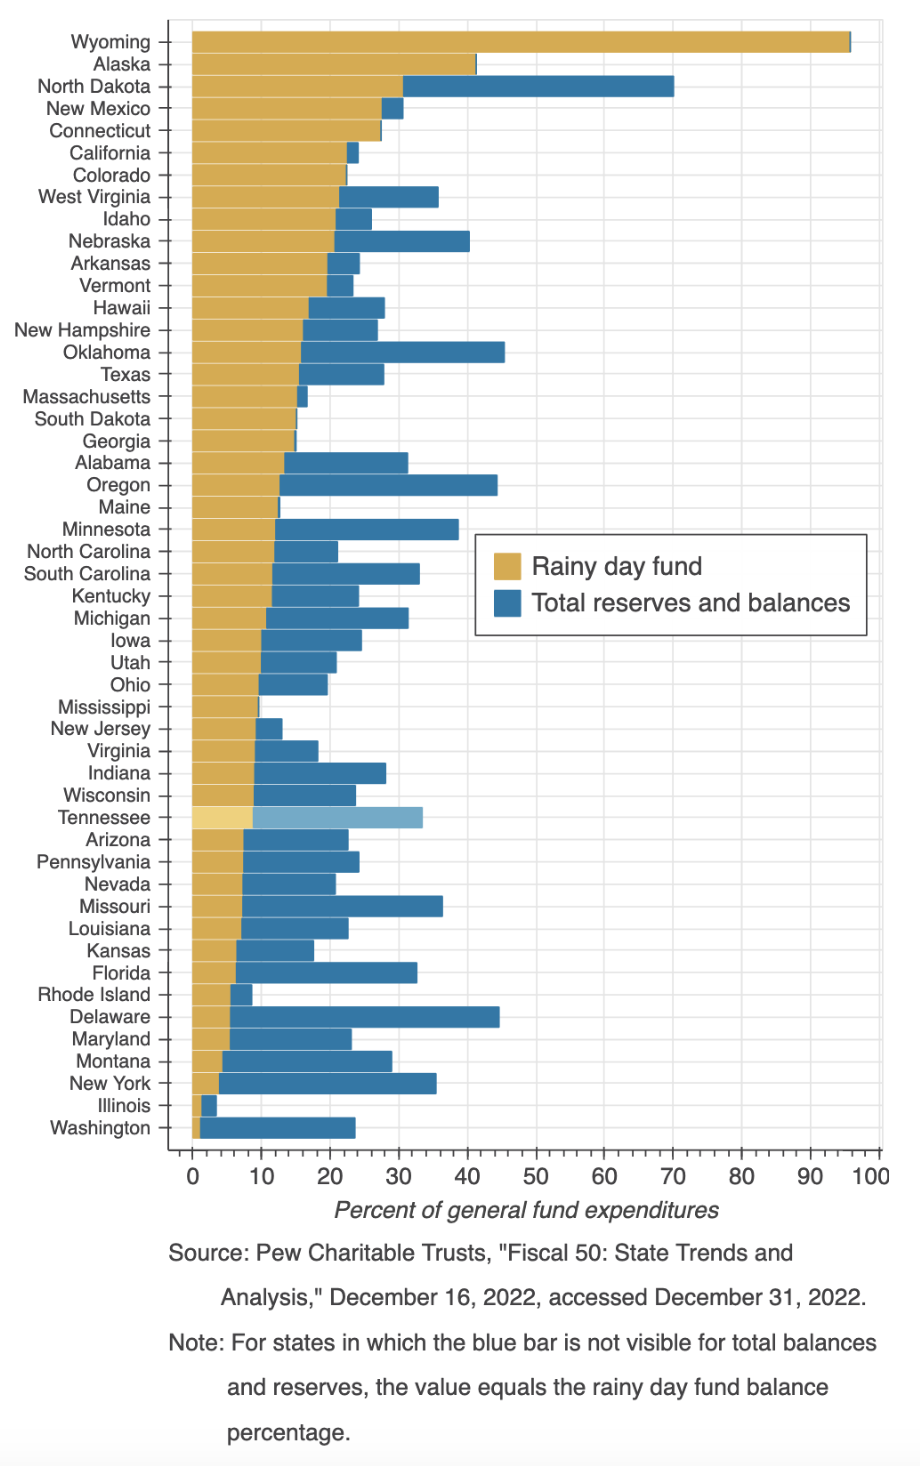 Wyoming
Alaska
North Dakota
New Mexico
Connecticut
California
Colorado
West Virginia
Idaho
Nebraska
Arkansas
Vermont
Hawaii
New Hampshire
Oklahoma
Texas
Massachusetts
South Dakota
Georgia
Alabama
Oregon
Maine
Minnesota
North Carolina
South Carolina
Kentucky
Michigan
Iowa
Utah
Ohio
Mississippi
New Jersey
Virginia
Indiana
Wisconsin
Tennessee
Arizona
Pennsylvania
Nevada
Missouri
Louisiana
Kansas
Florida
Rhode Island
Delaware
Maryland
Montana
New York
Illinois
Washington
Rainy day fund
Total reserves and balances
0 10 20 30 40 50 60 70 80 90 100
Percent of general fund expenditures
Source: Pew Charitable Trusts, "Fiscal 50: State Trends and
Analysis," December 16, 2022, accessed December 31, 2022.
Note: For states in which the blue bar is not visible for total balances
and reserves, the value equals the rainy day fund balance
percentage.